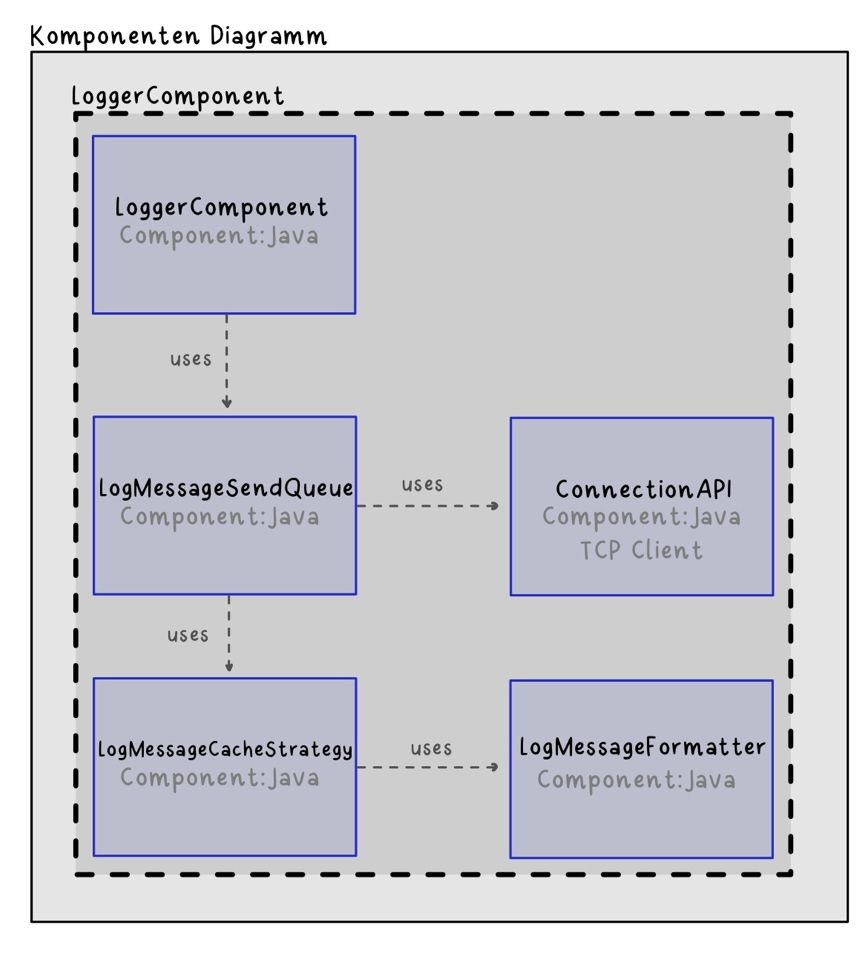 Komponenten Diagramm
LoggerComponent
LoggerComponent
Component:Java
uses
LogMessageSendQueue
Component:Java
uses
ConnectionAPI
Component:Java
TCP Client
uses
LogMessageCacheStrategy
Component:Java
uses
LogMessageFormatter
Component:Java